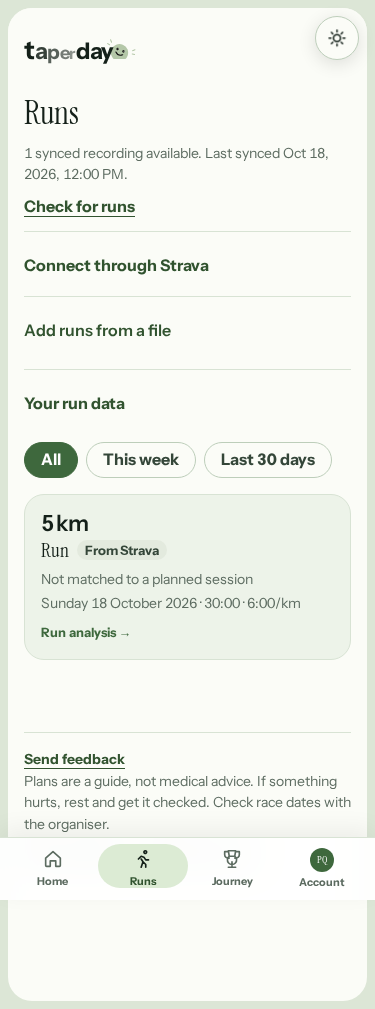 taperday
Runs
1 synced recording available. Last synced Oct 18,
2026, 12:00 PM.
Check for runs
Connect through Strava
Add runs from a file
Your run data
All
This week
Last 30 days
5 km
Run
From Strava
Not matched to a planned session
Sunday 18 October 2026 · 30:00 · 6:00/km
Run analysis →
Send feedback
Plans are a guide, not medical advice. If something
hurts, rest and get it checked. Check race dates with
the organiser.
PQ
Home
Runs
Journey
Account